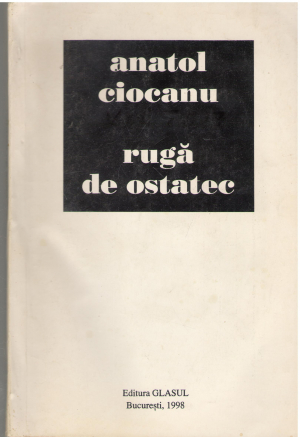 anatol
ciocanu
rugă
de ostatec
Editura GLASUL
București, 1998